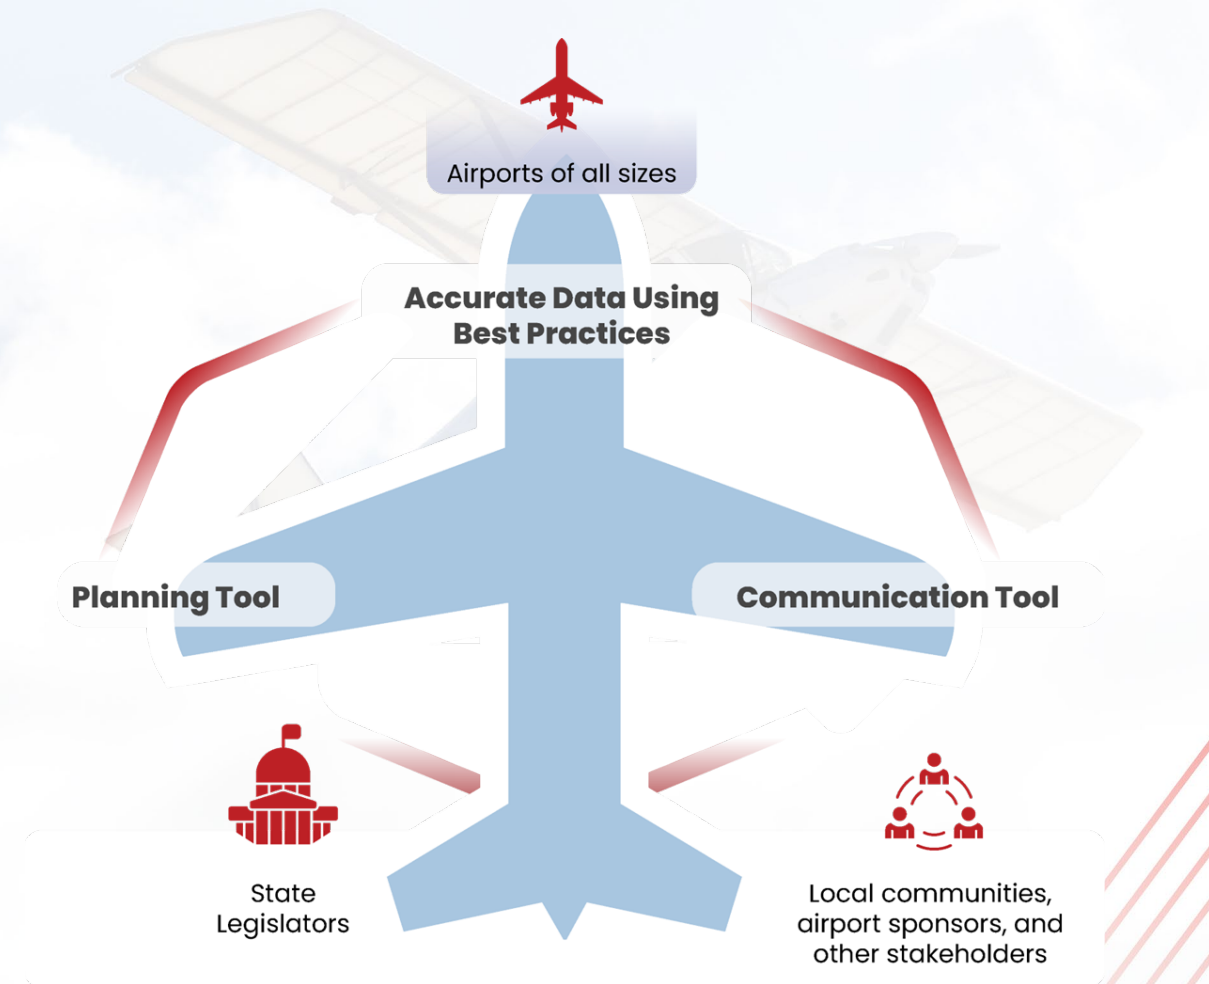 Airports of all sizes
Accurate Data Using
Best Practices
Planning Tool
Communication Tool
State
Legislators
Local communities,
airport sponsors, and
other stakeholders